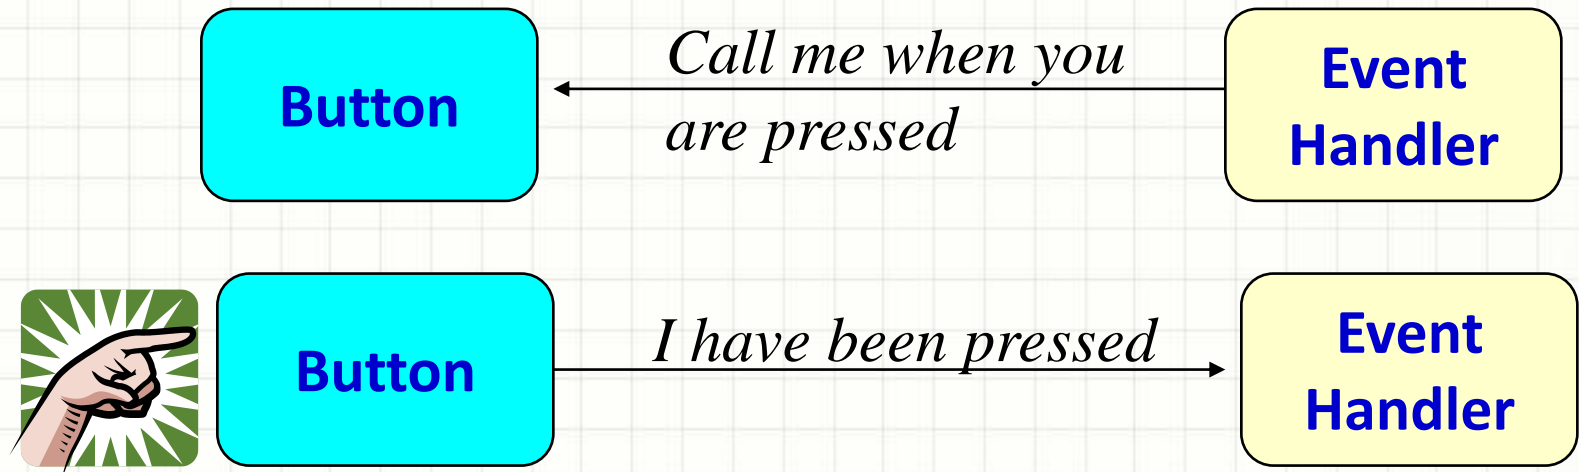 Button
Call me when you
are pressed
Event
Handler
Button
I have been pressed
Event
Handler